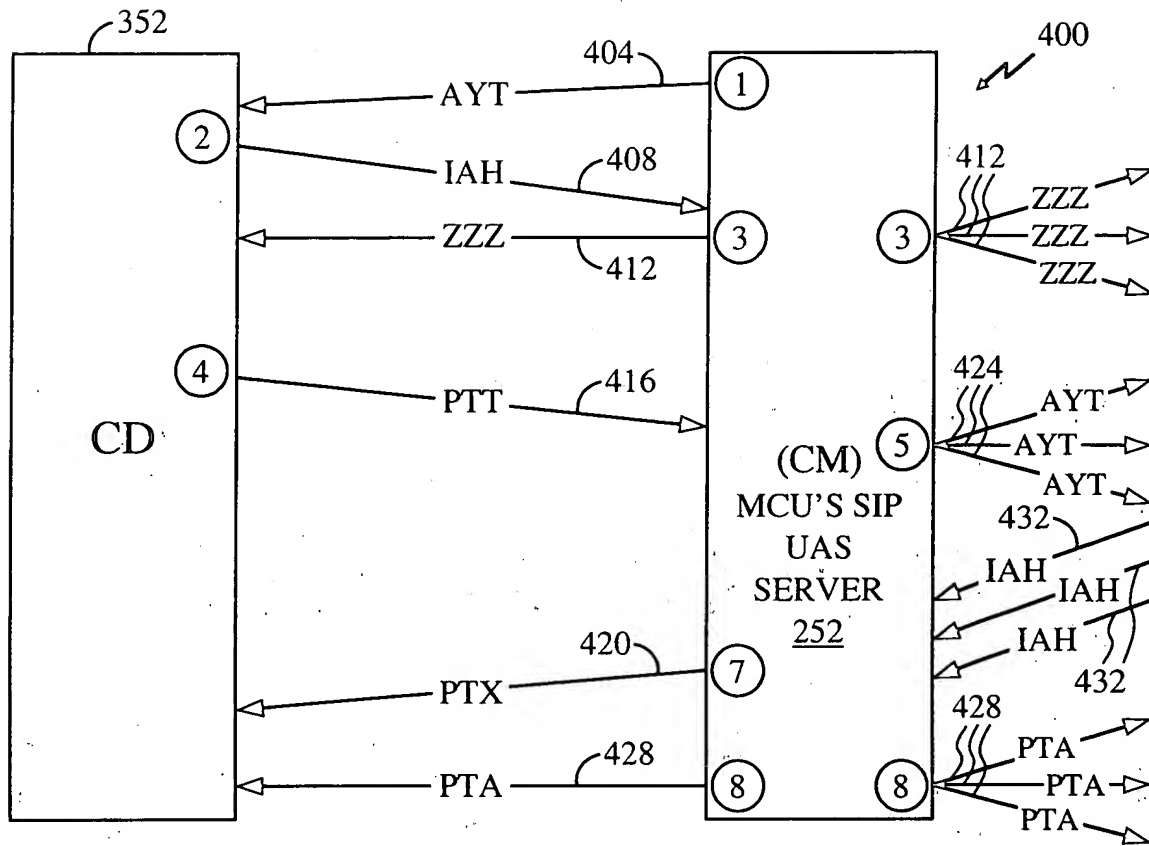 352
404
400
AYT
1
2
IAH
408
412
ZZZ
ZZZ
ZZZ
ZZZ
3
3
412
4
PTT
416
424
AYT
AYT
AYT
5
CD
(CM)
MCU'S SIP
UAS
SERVER
252
432
IAH
IAH
IAH
432
420
PTX
7
428
PTA
8
8
428
PTA
PTA
PTA